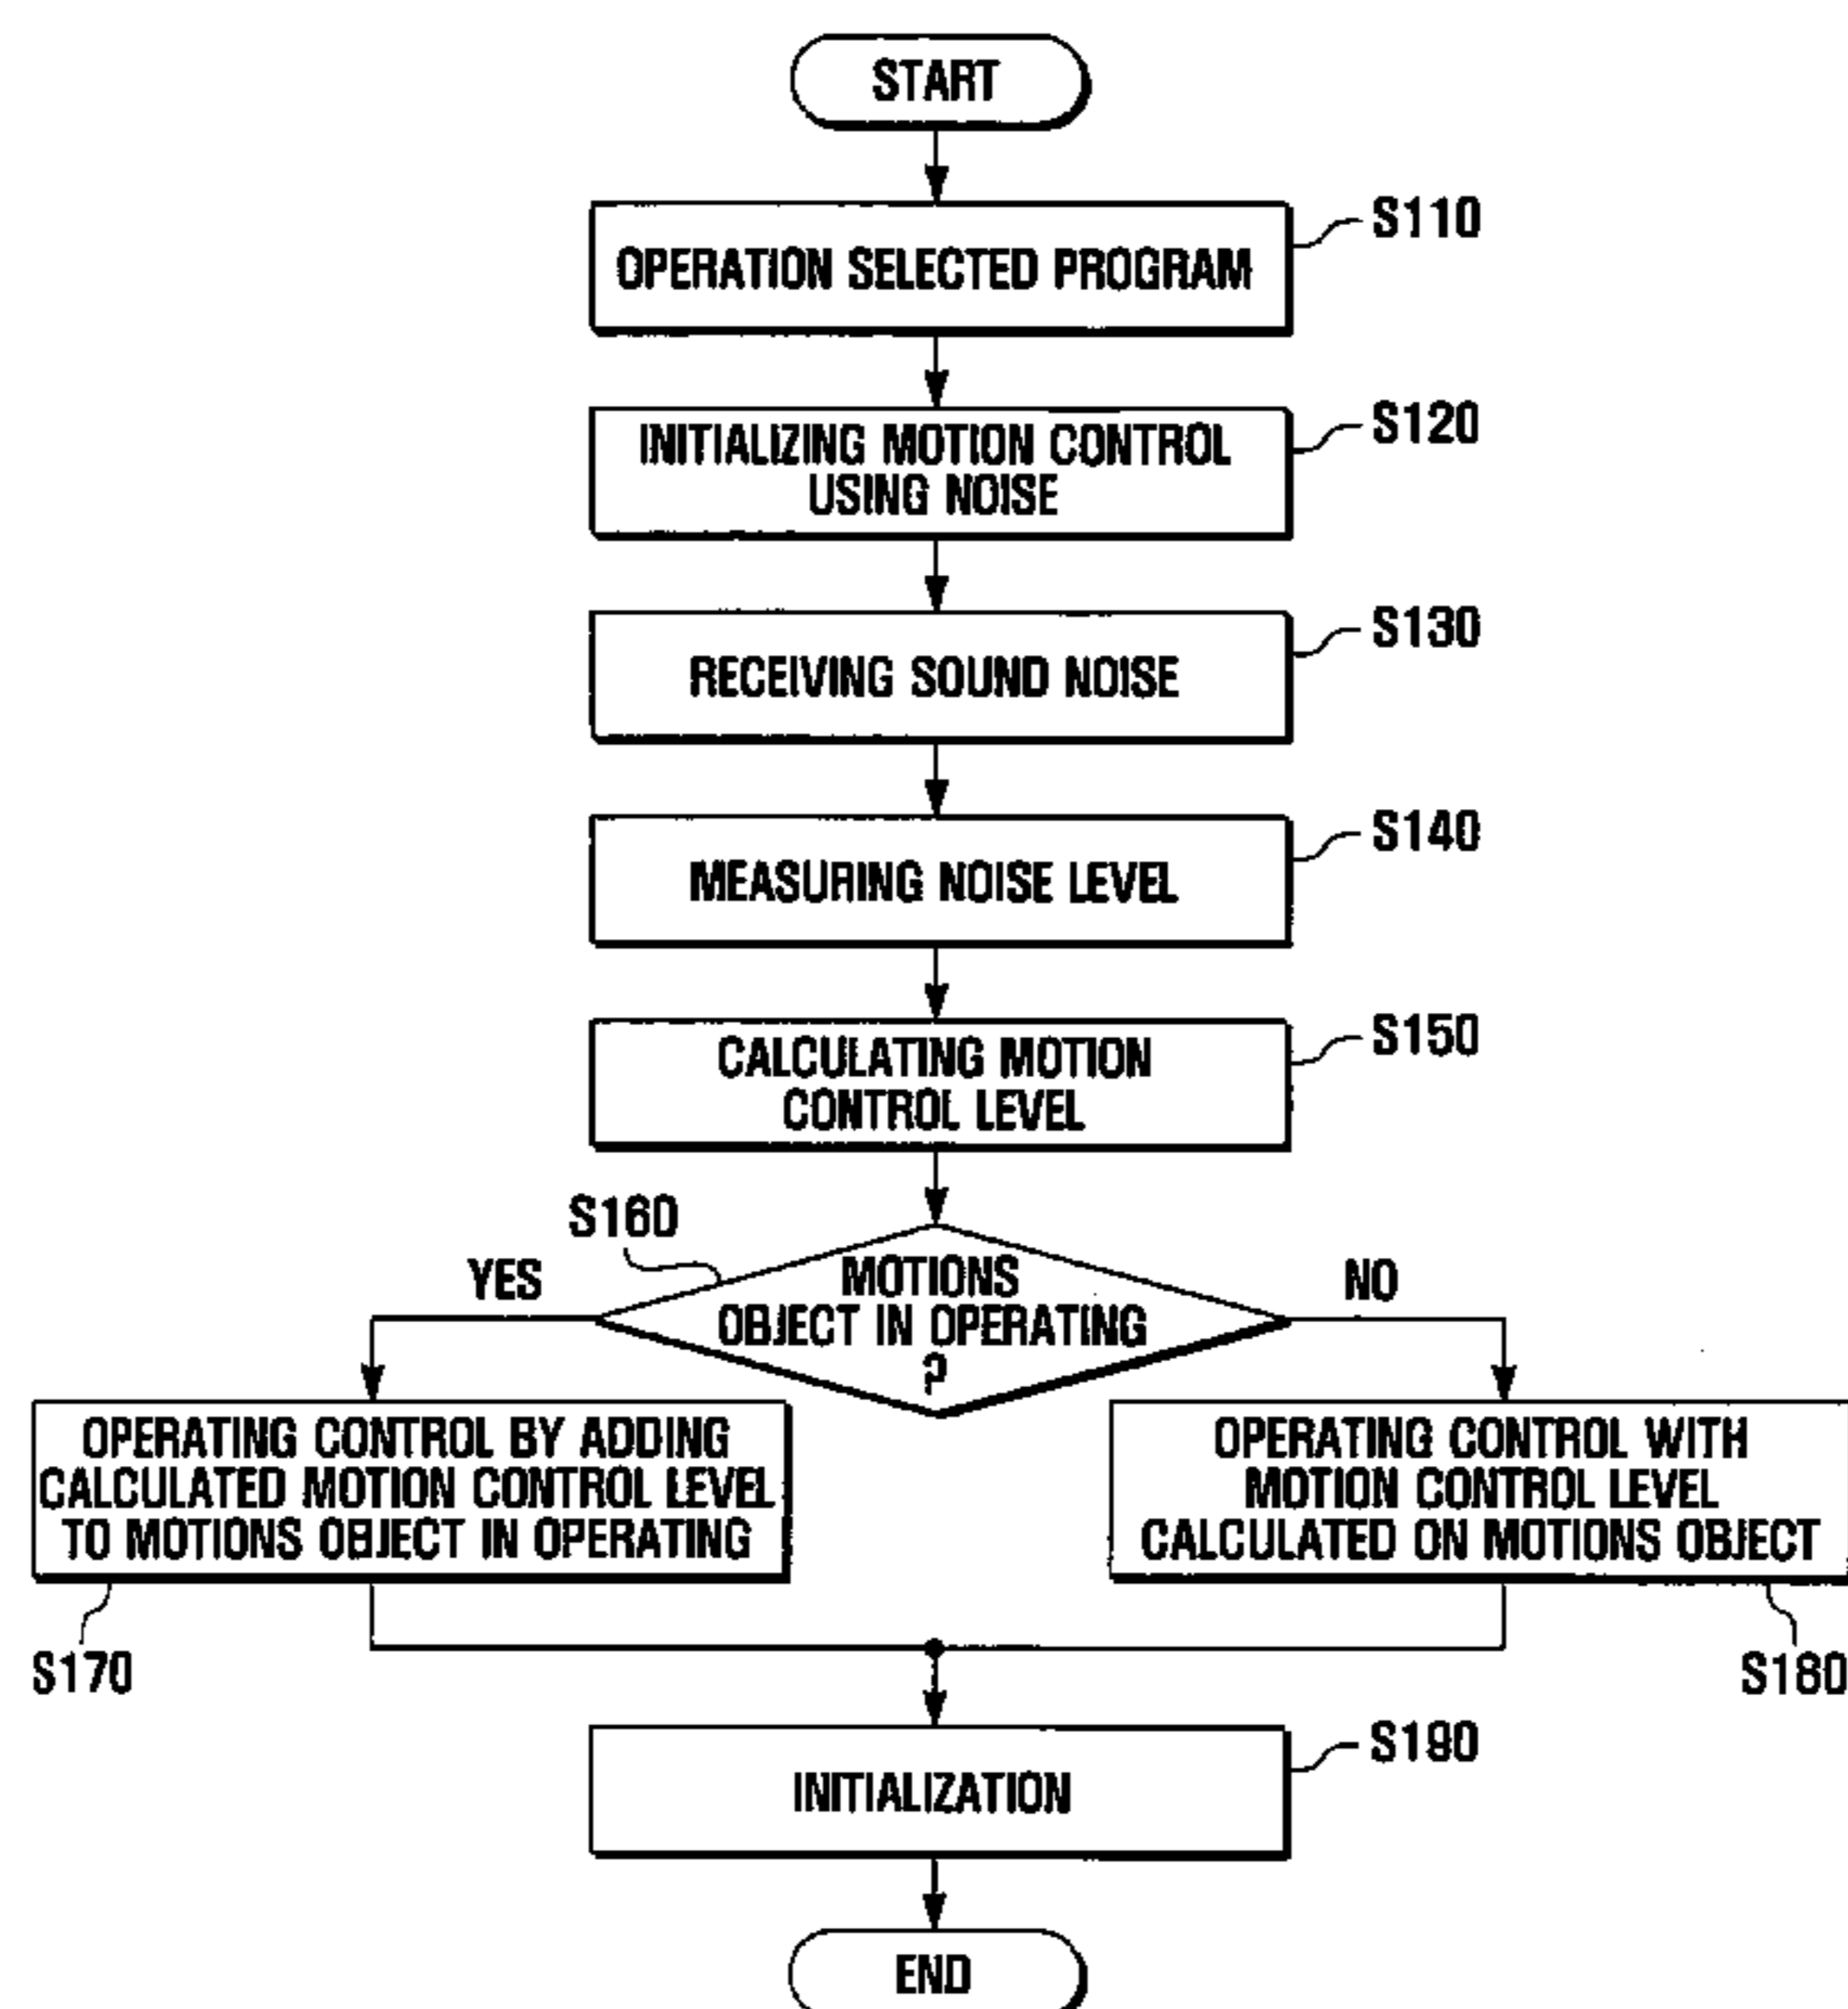 START
OPERATION SELECTED PROGRAM
S110
INITIALIZING MOTION CONTROL
USING NOISE
S120
RECEIVING SOUND NOISE
S130
MEASURING NOISE LEVEL
S140
CALCULATING MOTION
CONTROL LEVEL
S150
S160
YES
MOTIONS
OBJECT IN OPERATING
?
NO
OPERATING CONTROL BY ADDING
CALCULATED MOTION CONTROL LEVEL
TO MOTIONS OBJECT IN OPERATING
S170
OPERATING CONTROL WITH
MOTION CONTROL LEVEL
CALCULATED ON MOTIONS OBJECT
S180
INITIALIZATION
S190
END